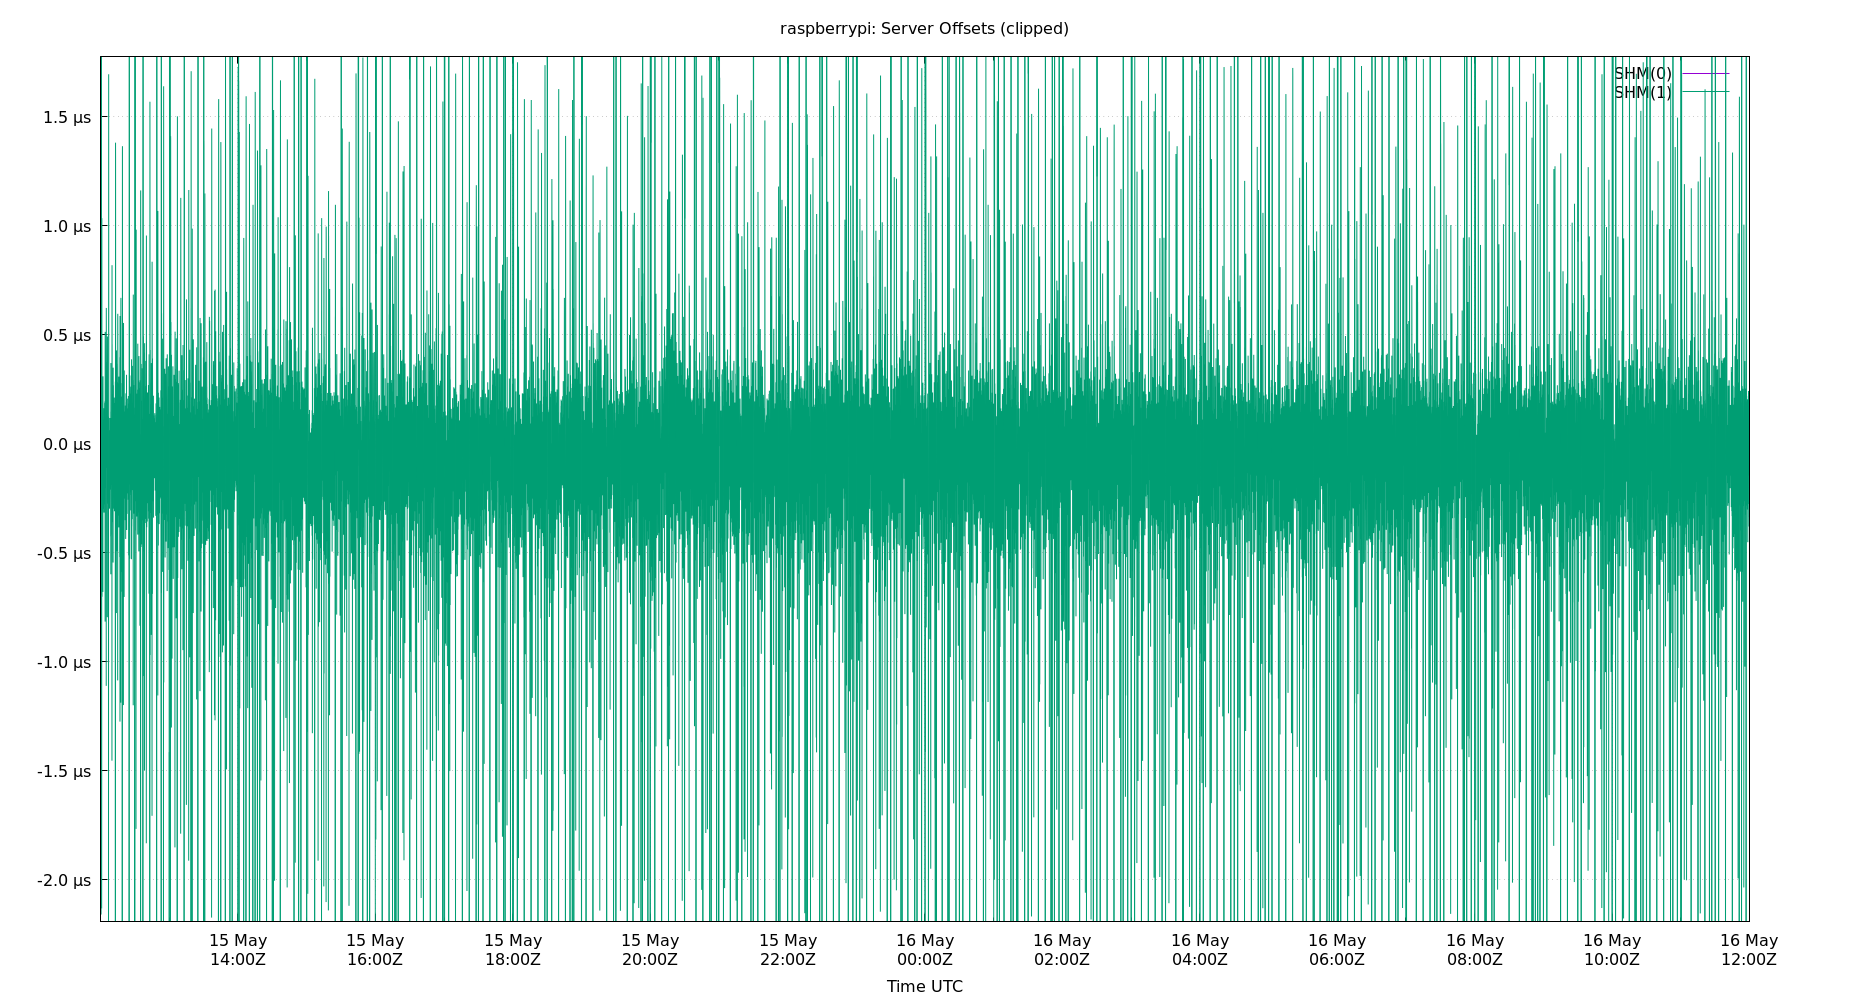 raspberrypi: Server Offsets (clipped)
SHM(0)
SHM(1)
1.5 µs
1.0 µs
0.5 µs
0.0 µs
-0.5 µs
-1.0 µs
-1.5 µs
-2.0 µs
15 May 15 May 15 May 15 May 15 May 16 May 16 May 16 May 16 May 16 May 16 May 16 May
14:00Z 16:00Z 18:00Z 20:00Z 22:00Z 00:00Z 02:00Z 04:00Z 06:00Z 08:00Z 10:00Z 12:00Z
Time UTC